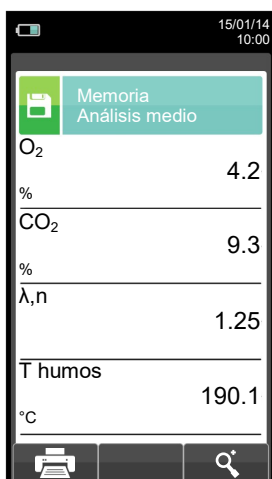 15/01/14
10:00
Memoria
Análisis medio
O₂
4.2
%
CO₂
9.3
%
λ,n
1.25
T humos
190.1
°C